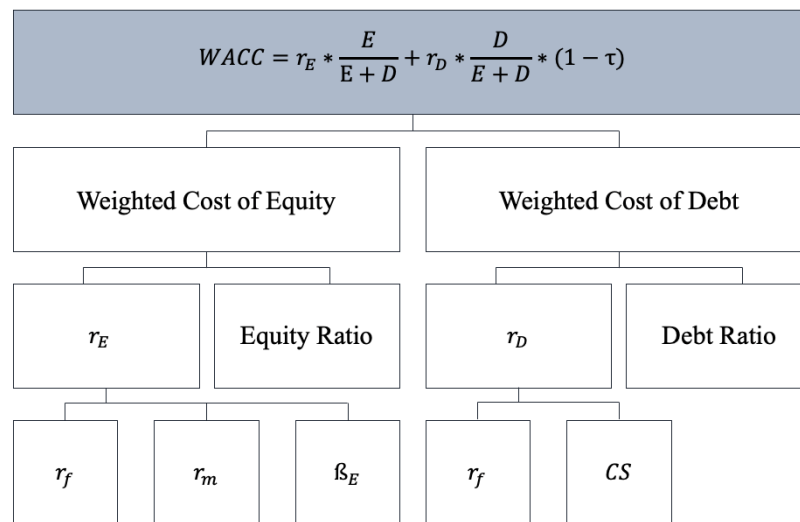 WACC = r_E * E/(E + D) + r_D * D/(E + D) * (1 − τ)
Weighted Cost of Equity
Weighted Cost of Debt
r_E
Equity Ratio
r_D
Debt Ratio
r_f
r_m
ß_E
r_f
CS